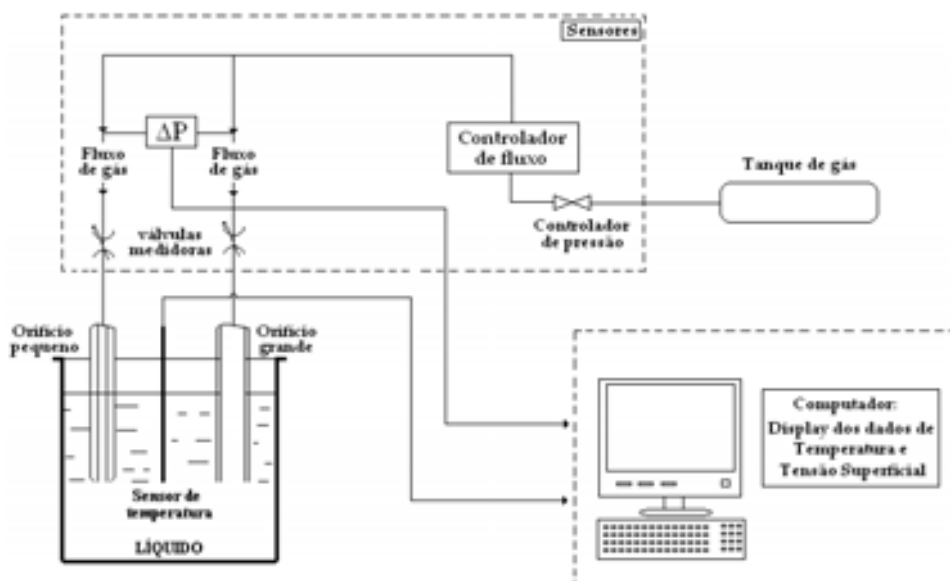 Sensores
ΔP
Fluxo
de gás
Fluxo
de gás
Controlador
de fluxo
Tanque de gás
Controlador
de pressão
válvulas
medidoras
Orifício
pequeno
Orifício
grande
Sensor de
temperatura
LÍQUIDO
Computador:
Display dos dados de
Temperatura e
Tensão Superficial